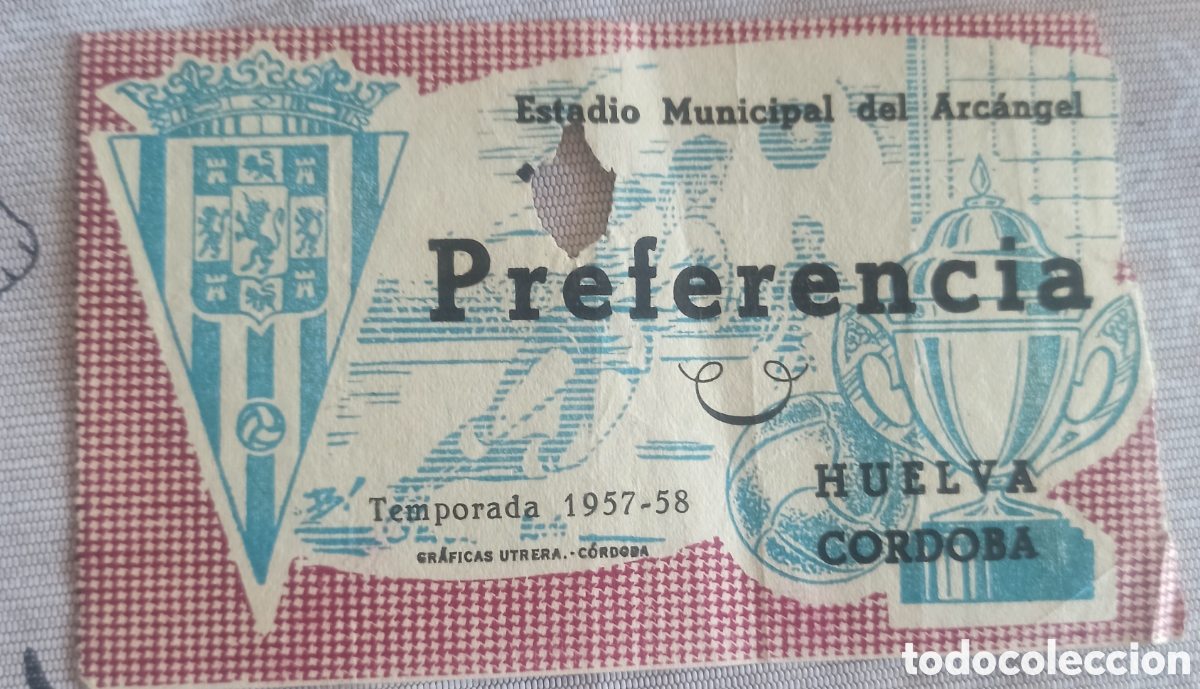 Estadio Municipal del Arcángel
Preferencia
HUELVA
CORDOBA
Temporada 1957-58
GRÁFICAS UTRERA.-CÓRDOBA
todocoleccion